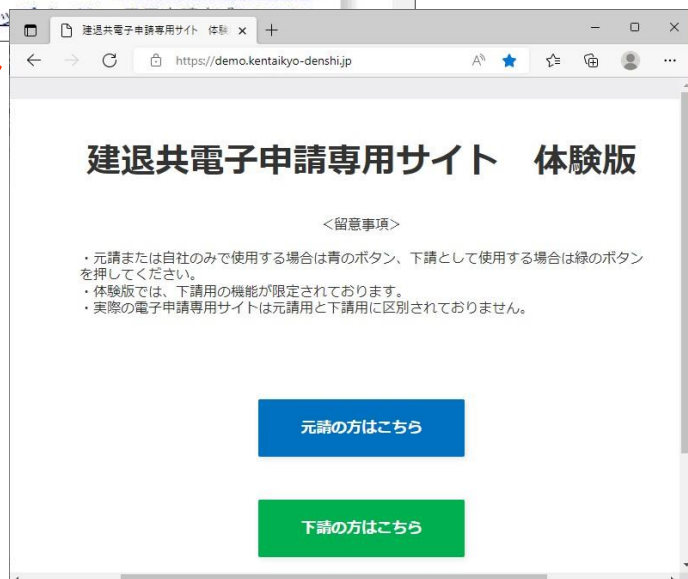 建退共電子申請専用サイト 体験
https://demo.kentaikyo-denshi.jp
建退共電子申請専用サイト　体験版
＜留意事項＞
・元請または自社のみで使用する場合は青のボタン、下請として使用する場合は緑のボタン
を押してください。
・体験版では、下請用の機能が限定されております。
・実際の電子申請専用サイトは元請用と下請用に区別されておりません。
元請の方はこちら
下請の方はこちら